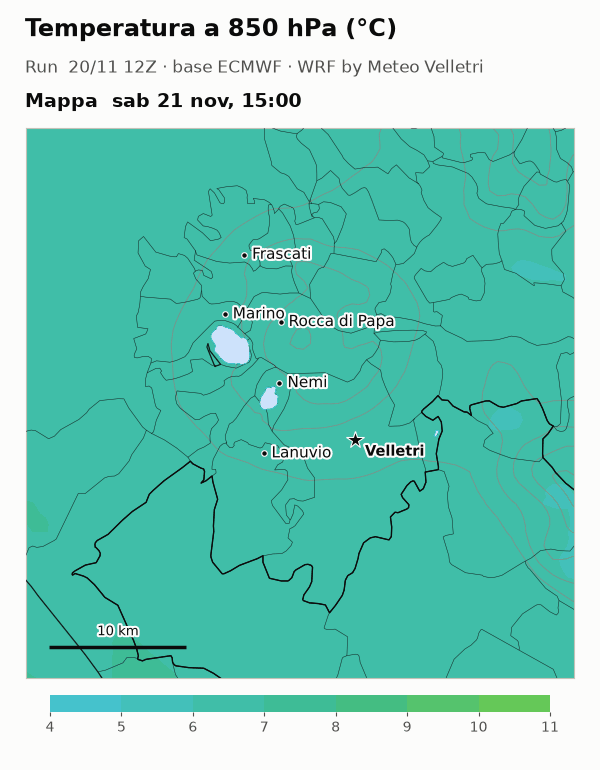 Temperatura a 850 hPa (°C)
Run  20/11 12Z · base ECMWF · WRF by Meteo Velletri
Mappa  sab 21 nov, 15:00
Frascati
Marino
Rocca di Papa
Nemi
Velletri
Lanuvio
10 km
4 5 6 7 8 9 10 11